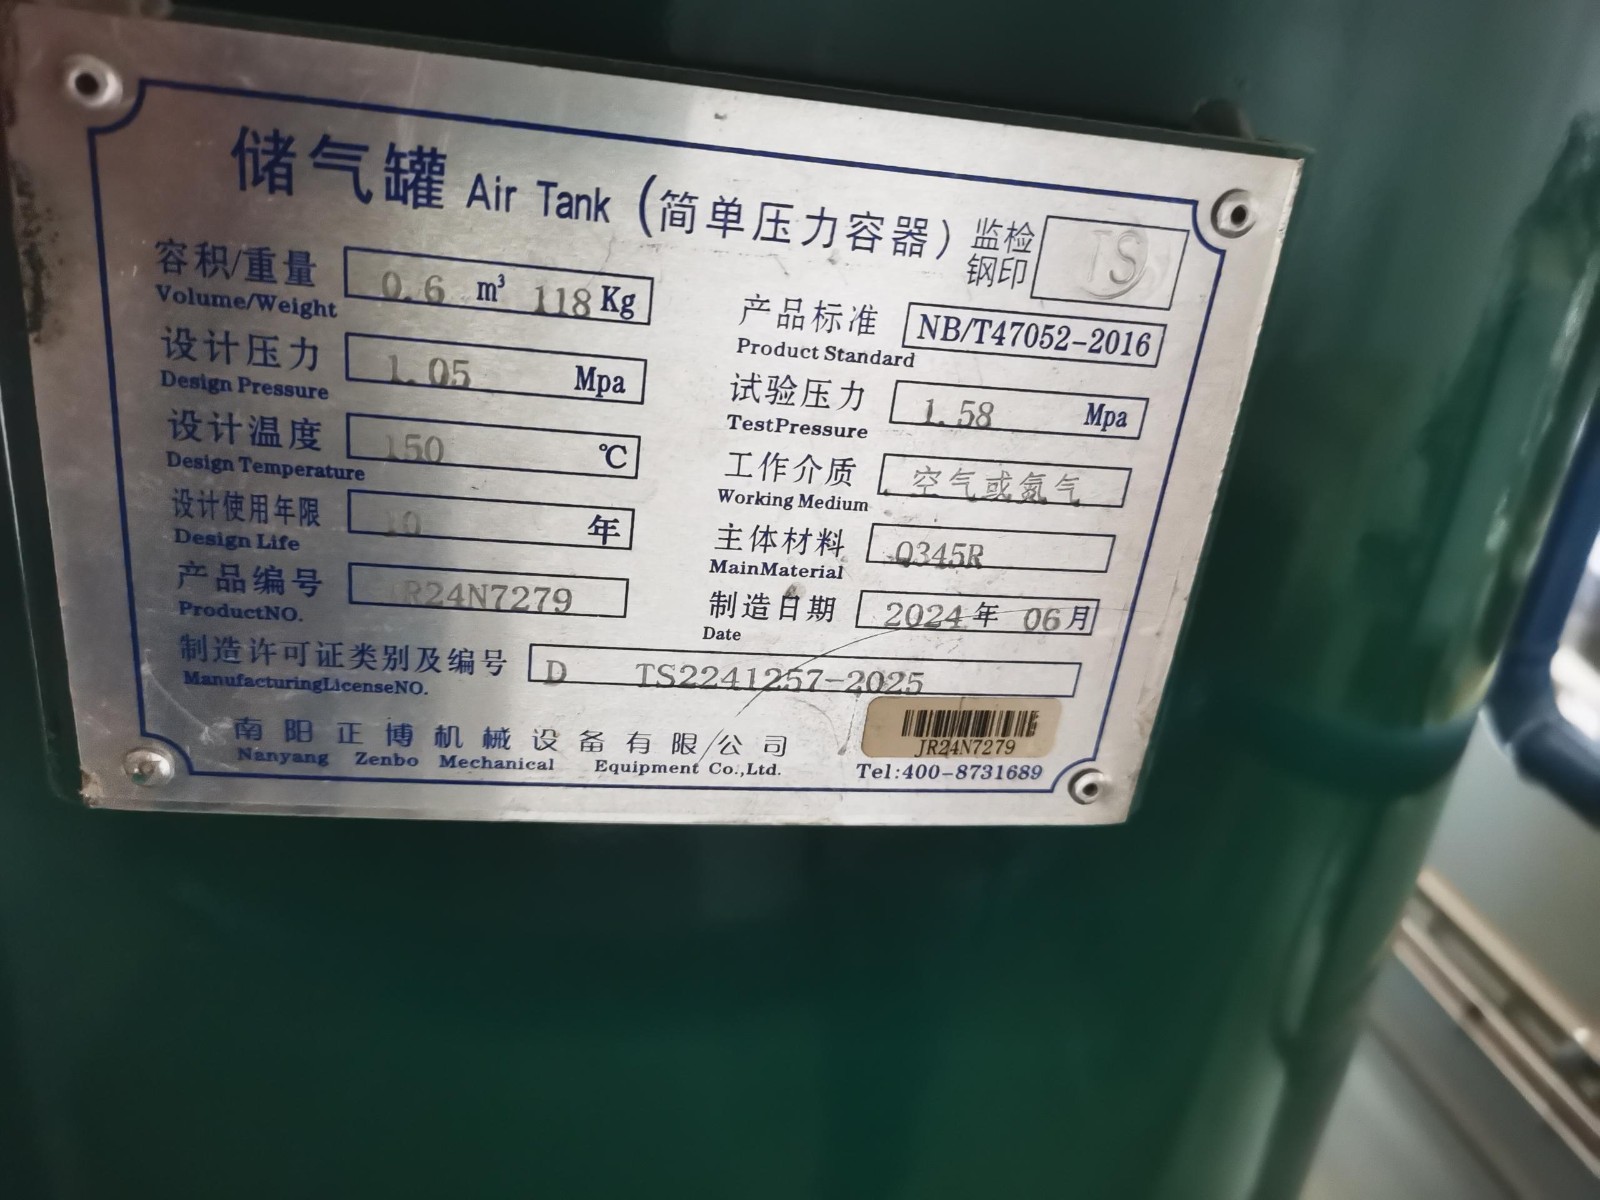 储气罐 Air Tank (简单压力容器) 监检钢印 TS
容积/重量 0.6 m³ 118 Kg
Volume/Weight
产品标准 NB/T47052-2016
Product Standard
设计压力 1.05 Mpa
Design Pressure
试验压力 1.58 Mpa
TestPressure
设计温度 150 ℃
Design Temperature
工作介质 空气或氮气
Working Medium
设计使用年限 10 年
Design Life
主体材料 Q345R
MainMaterial
产品编号 R24N7279
ProductNO.
制造日期 2024年 06月
Date
制造许可证类别及编号 D TS2241257-2025
ManufacturingLicenseNO.
JR24N7279
南阳正博机械设备有限公司
Nanyang Zenbo Mechanical Equipment Co.,Ltd.
Tel:400-8731689